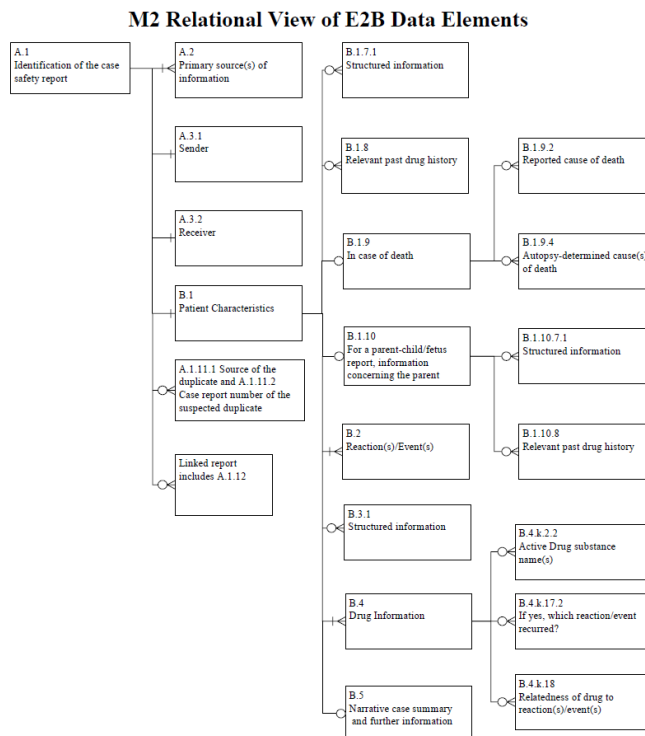 M2 Relational View of E2B Data Elements
A.1
Identification of the case
safety report
A.2
Primary source(s) of
information
A.3.1
Sender
A.3.2
Receiver
B.1
Patient Characteristics
A.1.11.1 Source of the
duplicate and A.1.11.2
Case report number of the
suspected duplicate
Linked report
includes A.1.12
B.1.7.1
Structured information
B.1.8
Relevant past drug history
B.1.9
In case of death
B.1.10
For a parent-child/fetus
report, information
concerning the parent
B.2
Reaction(s)/Event(s)
B.3.1
Structured information
B.4
Drug Information
B.5
Narrative case summary
and further information
B.1.9.2
Reported cause of death
B.1.9.4
Autopsy-determined cause(s)
of death
B.1.10.7.1
Structured information
B.1.10.8
Relevant past drug history
B.4.k.2.2
Active Drug substance
name(s)
B.4.k.17.2
If yes, which reaction/event
recurred?
B.4.k.18
Relatedness of drug to
reaction(s)/event(s)